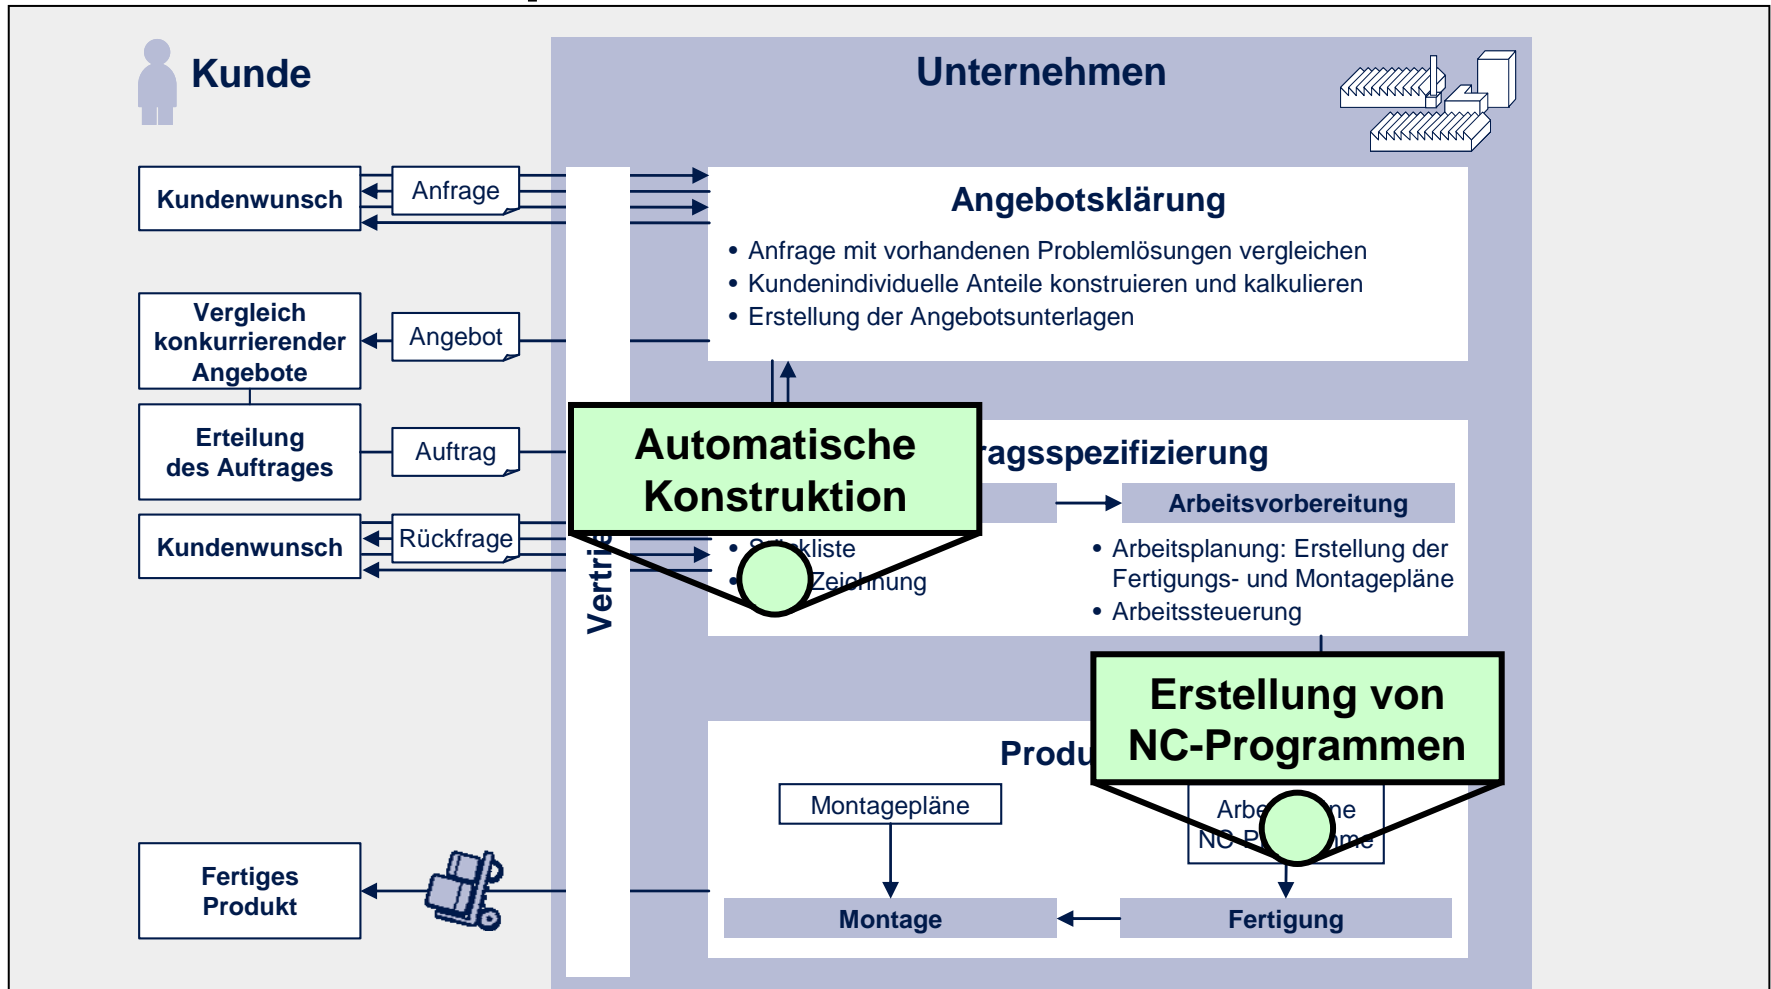 Kunde
Unternehmen
Kundenwunsch
Anfrage
Angebotsklärung
• Anfrage mit vorhandenen Problemlösungen vergleichen
• Kundenindividuelle Anteile konstruieren und kalkulieren
• Erstellung der Angebotsunterlagen
Vergleich
konkurrierender
Angebote
Angebot
Erteilung
des Auftrages
Auftrag
Automatische
Konstruktion
ragsspezifizierung
Arbeitsvorbereitung
Kundenwunsch
Rückfrage
Vertrie
Zeichnung
• Arbeitsplanung: Erstellung der
Fertigungs- und Montagepläne
• Arbeitssteuerung
Erstellung von
NC-Programmen
Produ
Montagepläne
Fertiges
Produkt
Montage
Fertigung